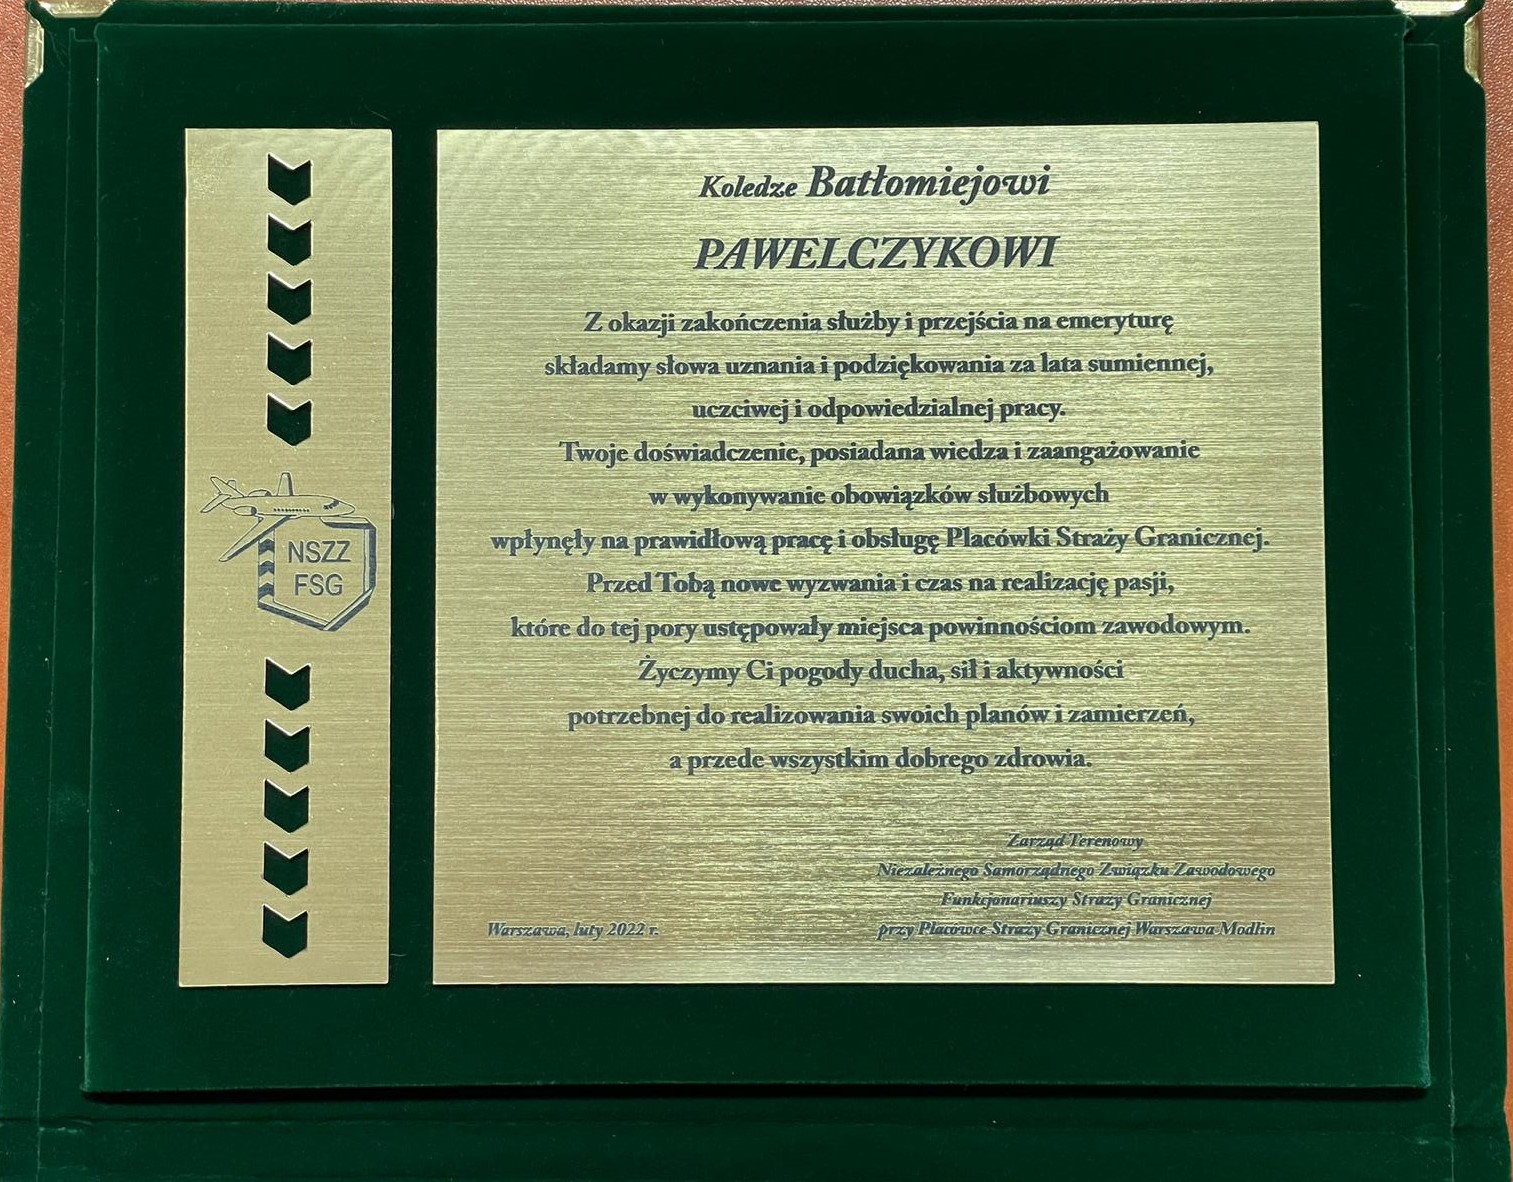 Koledze Batłomiejowi
PAWELCZYKOWI
Z okazji zakończenia służby i przejścia na emeryturę
składamy słowa uznania i podziękowania za lata sumiennej,
uczciwej i odpowiedzialnej pracy.
Twoje doświadczenie, posiadana wiedza i zaangażowanie
w wykonywanie obowiązków służbowych
wpłynęły na prawidłową pracę i obsługę Placówki Straży Granicznej.
Przed Tobą nowe wyzwania i czas na realizację pasji,
które do tej pory ustępowały miejsca powinnościom zawodowym.
Życzymy Ci pogody ducha, sił i aktywności
potrzebnej do realizowania swoich planów i zamierzeń,
a przede wszystkim dobrego zdrowia.
Zarząd Terenowy
Niezależnego Samorządnego Związku Zawodowego
Funkcjonariuszy Straży Granicznej
przy Placówce Straży Granicznej Warszawa-Modlin
Warszawa, luty 2022 r.
NSZZ
FSG